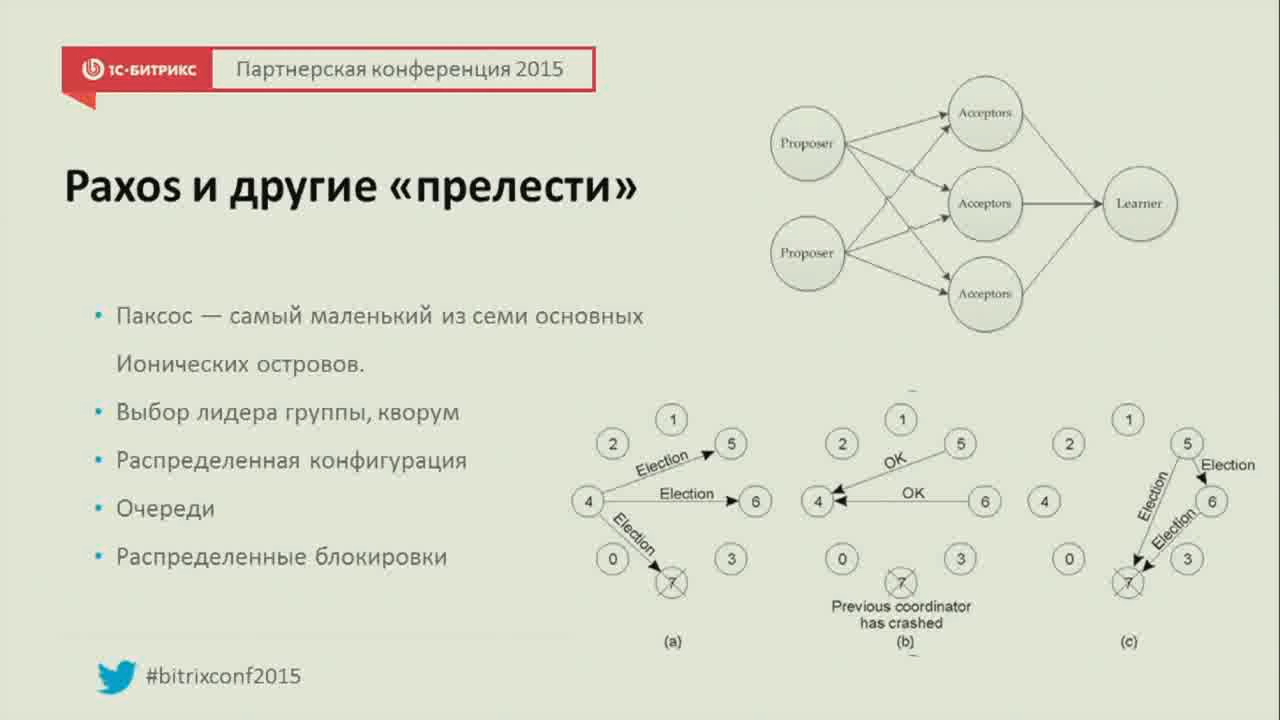 1С-БИТРИКС Партнерская конференция 2015
Paxos и другие «прелести»
• Паксос — самый маленький из семи основных
Ионических островов.
• Выбор лидера группы, кворум
• Распределенная конфигурация
• Очереди
• Распределенные блокировки
#bitrixconf2015
Proposer
Proposer
Acceptors
Acceptors
Acceptors
Learner
1
2
5
Election
4
Election
6
Election
0
3
7
(a)
1
2
5
OK
4
OK
6
0
3
7
Previous coordinator
has crashed
(b)
1
2
5
Election
4
Election
6
Election
0
3
7
(c)